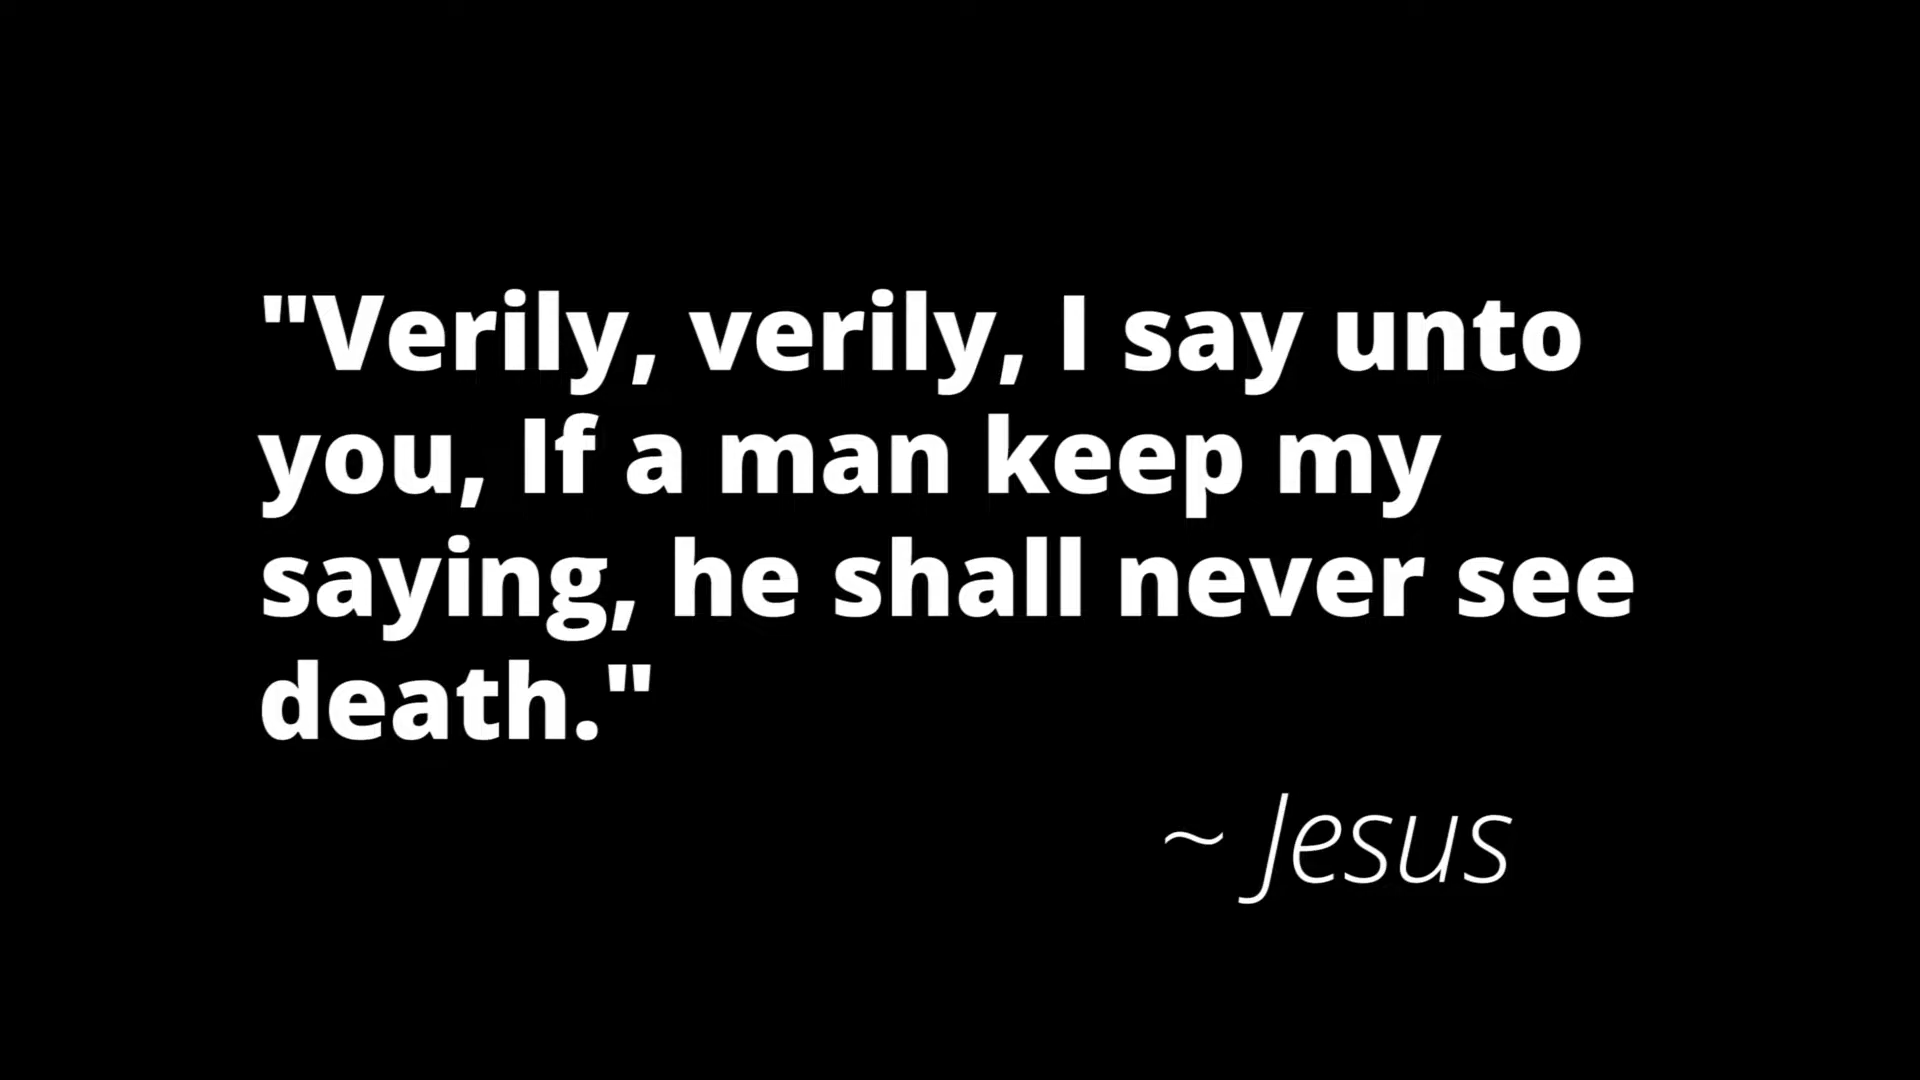 "Verily, verily, I say unto
you, If a man keep my
saying, he shall never see
death."
~ Jesus